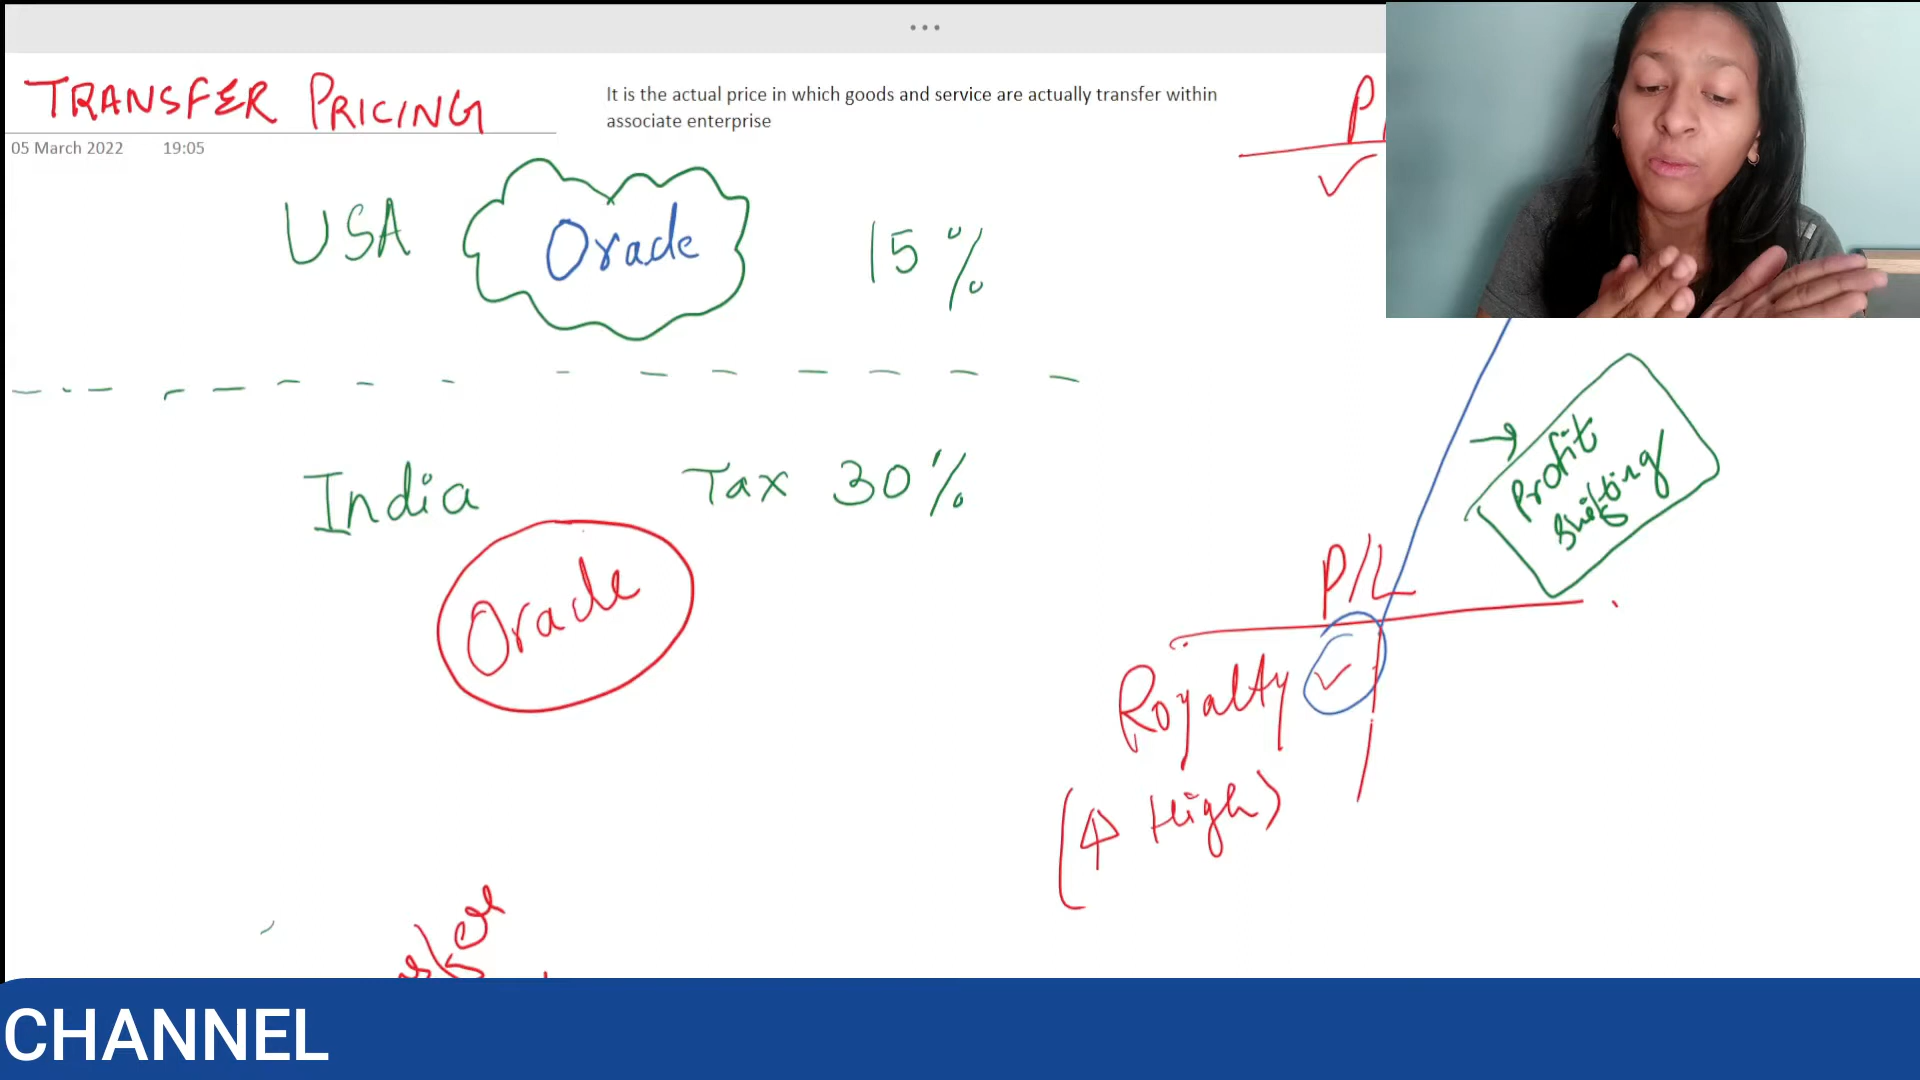 TRANSFER PRICING
It is the actual price in which goods and service are actually transfer within
associate enterprise
05 March 2022 19:05
P
USA Oracle 15%
India Tax 30%
Oracle
Profit
Shifting
P/L
Royalty
(↑ High)
CHANNEL